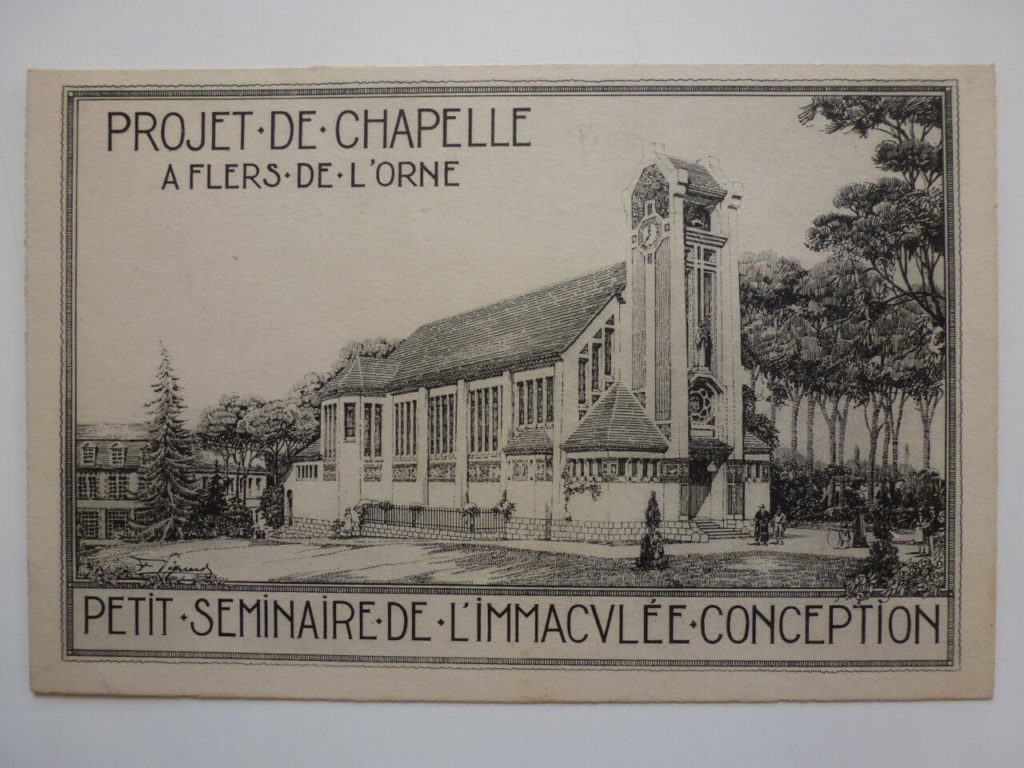 PROJET·DE·CHAPELLE
A FLERS·DE·L'ORNE
PETIT·SEMINAIRE·DE·L'IMMACVLÉE·CONCEPTION